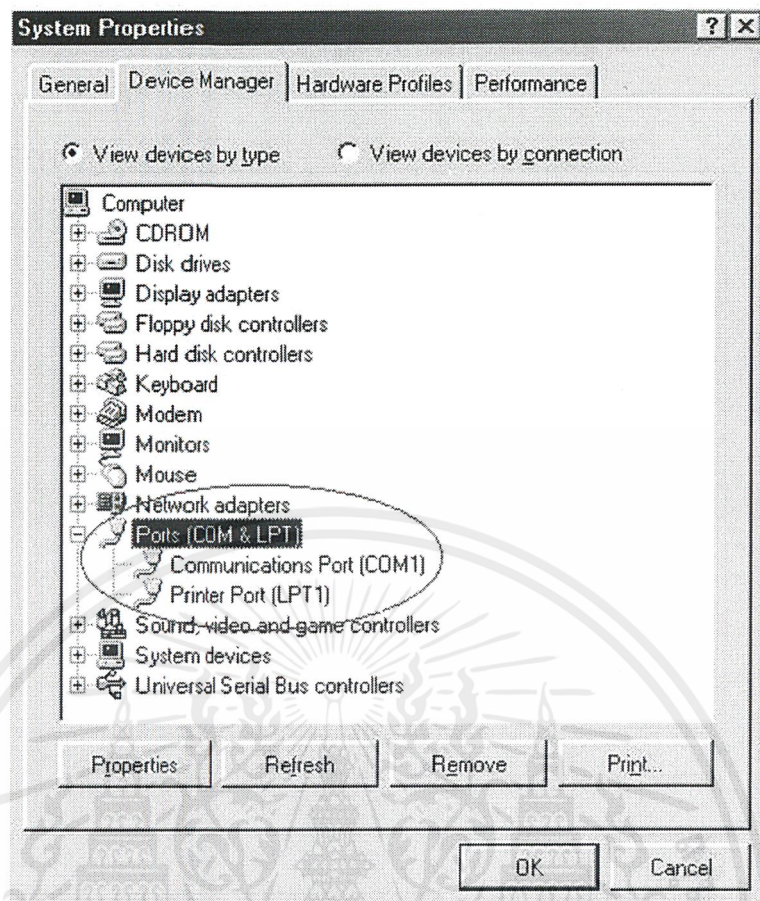 System Properties
General Device Manager Hardware Profiles Performance
View devices by type View devices by connection
Computer
CDROM
Disk drives
Display adapters
Floppy disk controllers
Hard disk controllers
Keyboard
Modem
Monitors
Mouse
Network adapters
Ports (COM & LPT)
Communications Port (COM1)
Printer Port (LPT1)
Sound, video and game controllers
System devices
Universal Serial Bus controllers
Properties Refresh Remove Print...
OK Cancel